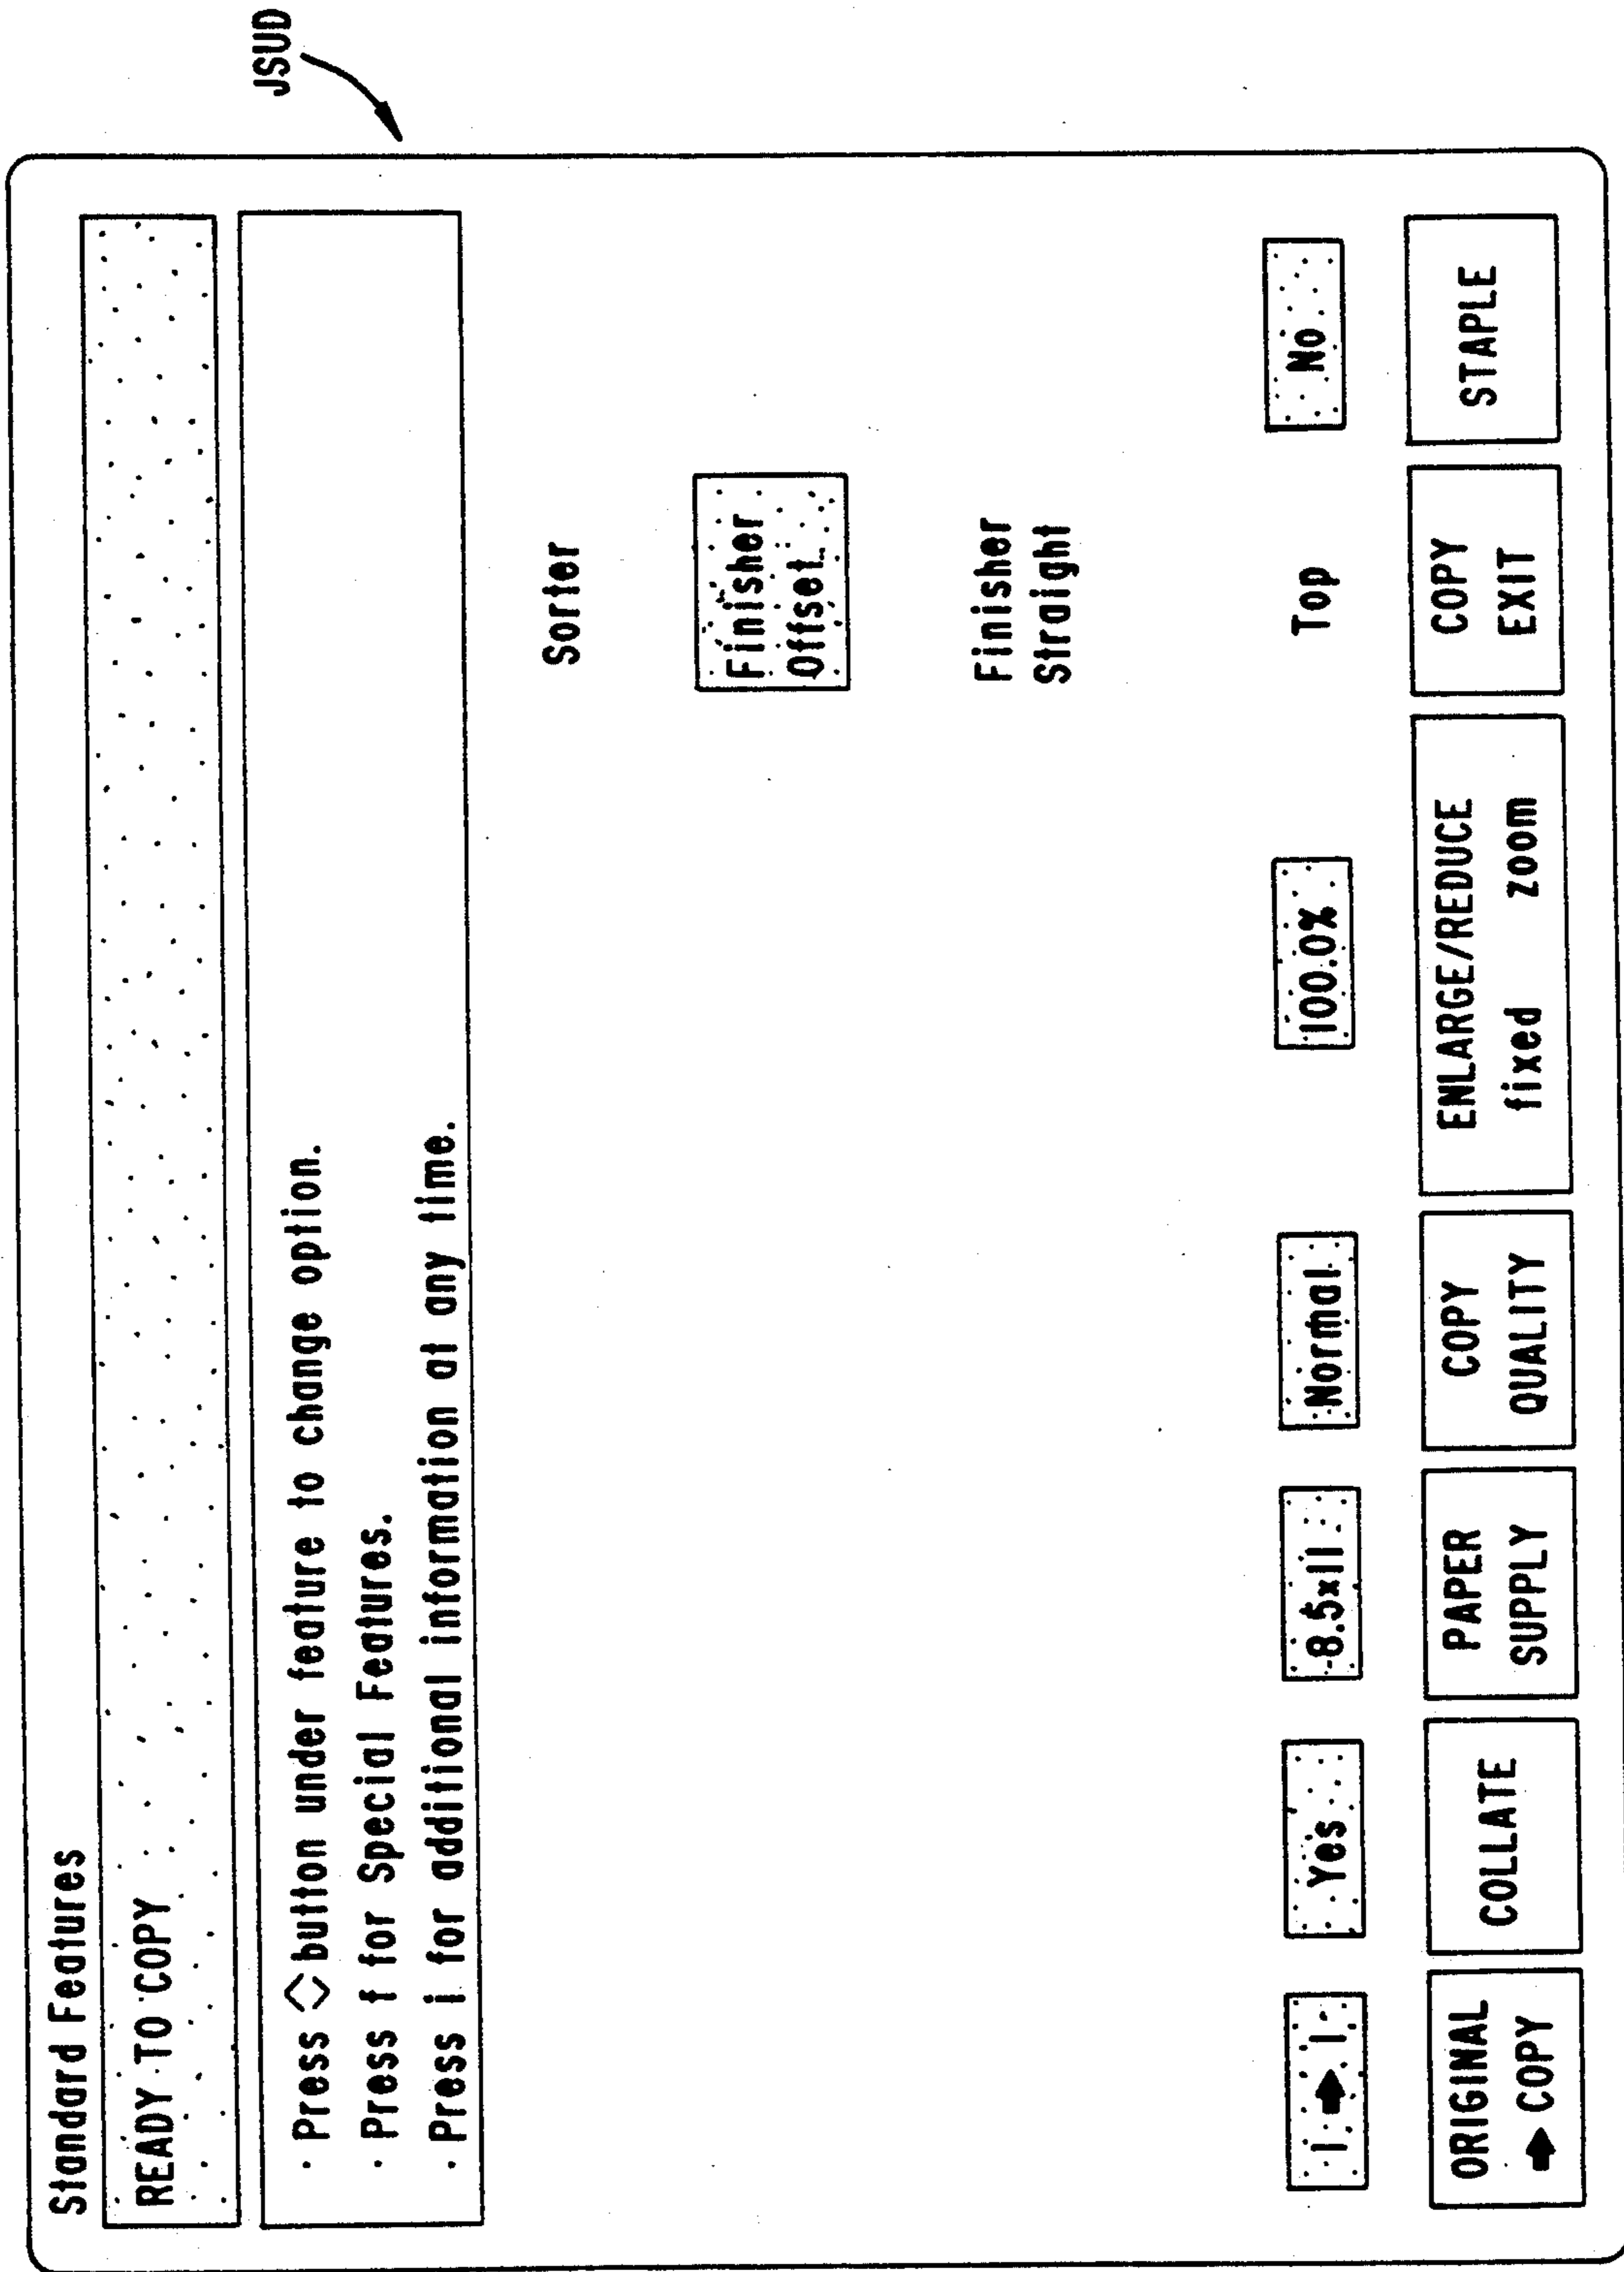 JSUD
Standard Features
READY TO COPY
· Press <> button under feature to change option.
· Press f for Special Features.
· Press i for additional information at any time.
Sorter
Finisher
Offset
Finisher
Straight
1 ➡ 1
Yes
8.5x11
Normal
100.0%
Top
No
ORIGINAL
➡ COPY
COLLATE
PAPER
SUPPLY
COPY
QUALITY
ENLARGE/REDUCE
fixed zoom
COPY
EXIT
STAPLE